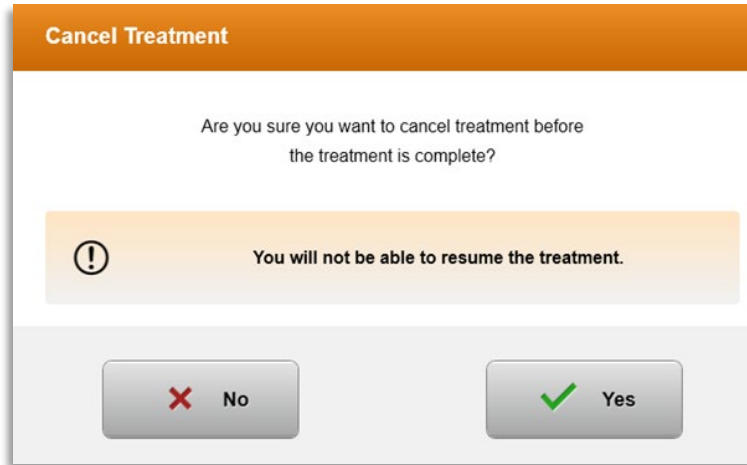 Cancel Treatment
Are you sure you want to cancel treatment before
the treatment is complete?
You will not be able to resume the treatment.
No
Yes